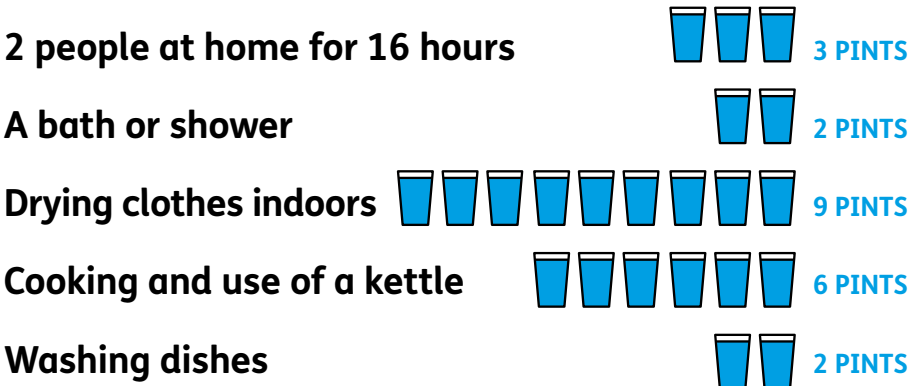 2 people at home for 16 hours 3 PINTS
A bath or shower 2 PINTS
Drying clothes indoors 9 PINTS
Cooking and use of a kettle 6 PINTS
Washing dishes 2 PINTS